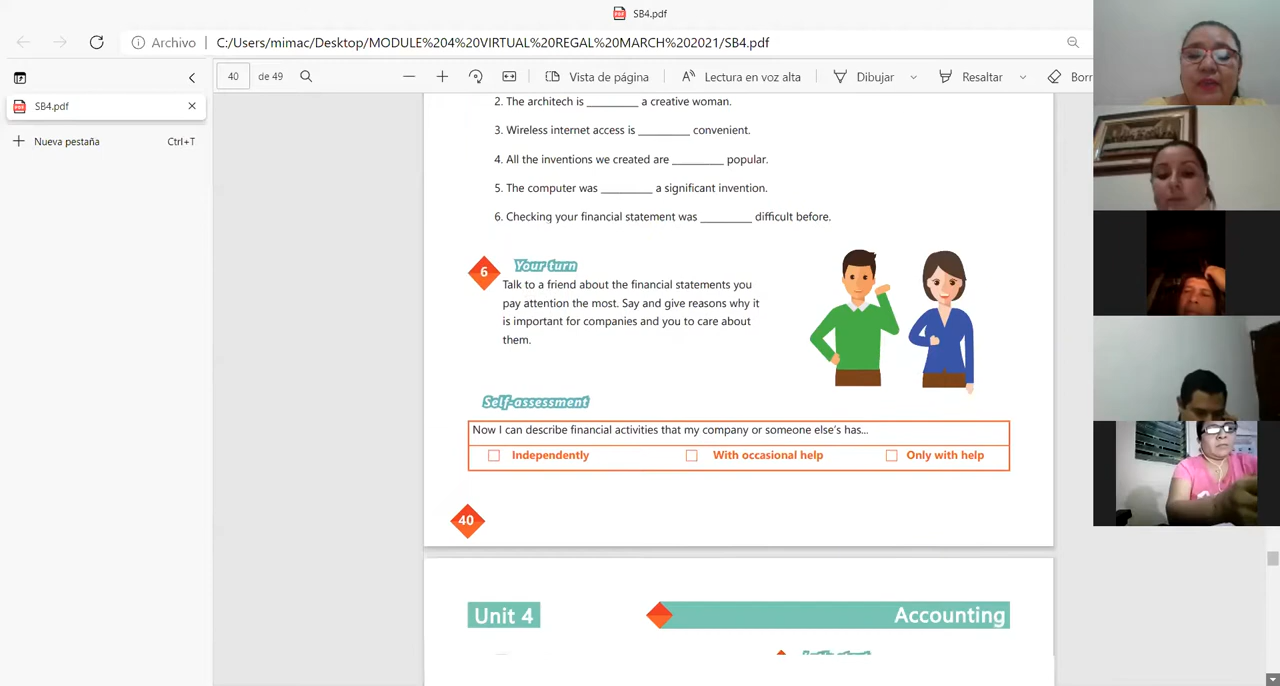 SB4.pdf
Archivo
C:/Users/mimac/Desktop/MODULE%204%20VIRTUAL%20REGAL%20MARCH%202021/SB4.pdf
40 de 49
Vista de página
Lectura en voz alta
Dibujar
Resaltar
Borr
SB4.pdf
Nueva pestaña
Ctrl+T
2. The architech is ________ a creative woman.
3. Wireless internet access is ________ convenient.
4. All the inventions we created are ________ popular.
5. The computer was ________ a significant invention.
6. Checking your financial statement was ________ difficult before.
6 Your turn
Talk to a friend about the financial statements you
pay attention the most. Say and give reasons why it
is important for companies and you to care about
them.
Self-assessment
Now I can describe financial activities that my company or someone else's has...
Independently
With occasional help
Only with help
40
Unit 4
Accounting